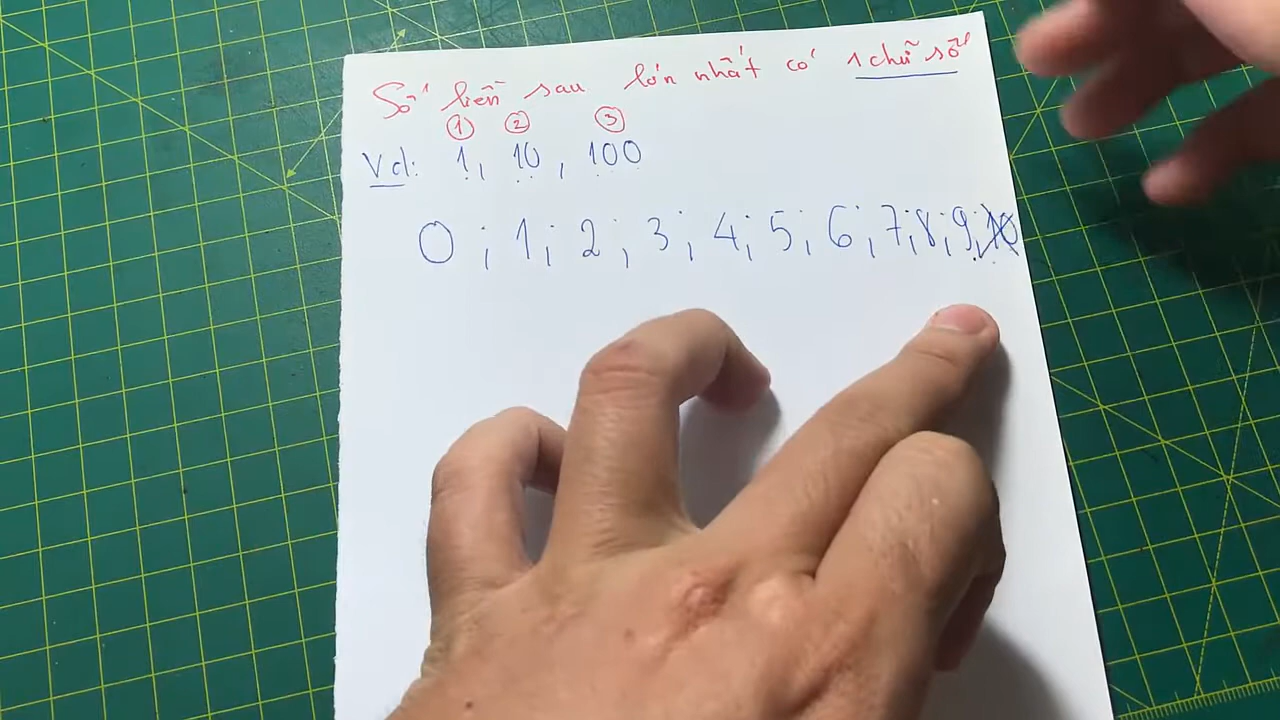 Số liền sau lớn nhất có 1 chữ số
① ② ③
Vd: 1, 10, 100
0 ; 1 ; 2 ; 3 ; 4 ; 5 ; 6 ; 7 ; 8 ; 9 ; 10